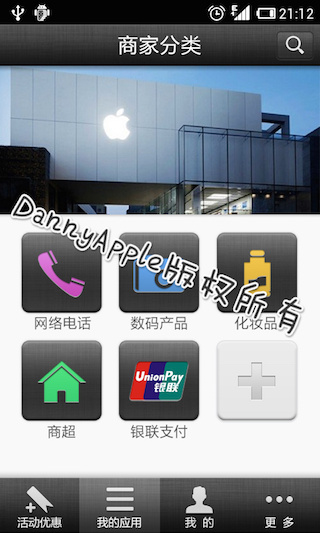 21:12
商家分类
DannyApple版权所有
网络电话
数码产品
化妆品
UnionPay
银联
商超
银联支付
活动优惠
我的应用
我 的
更 多